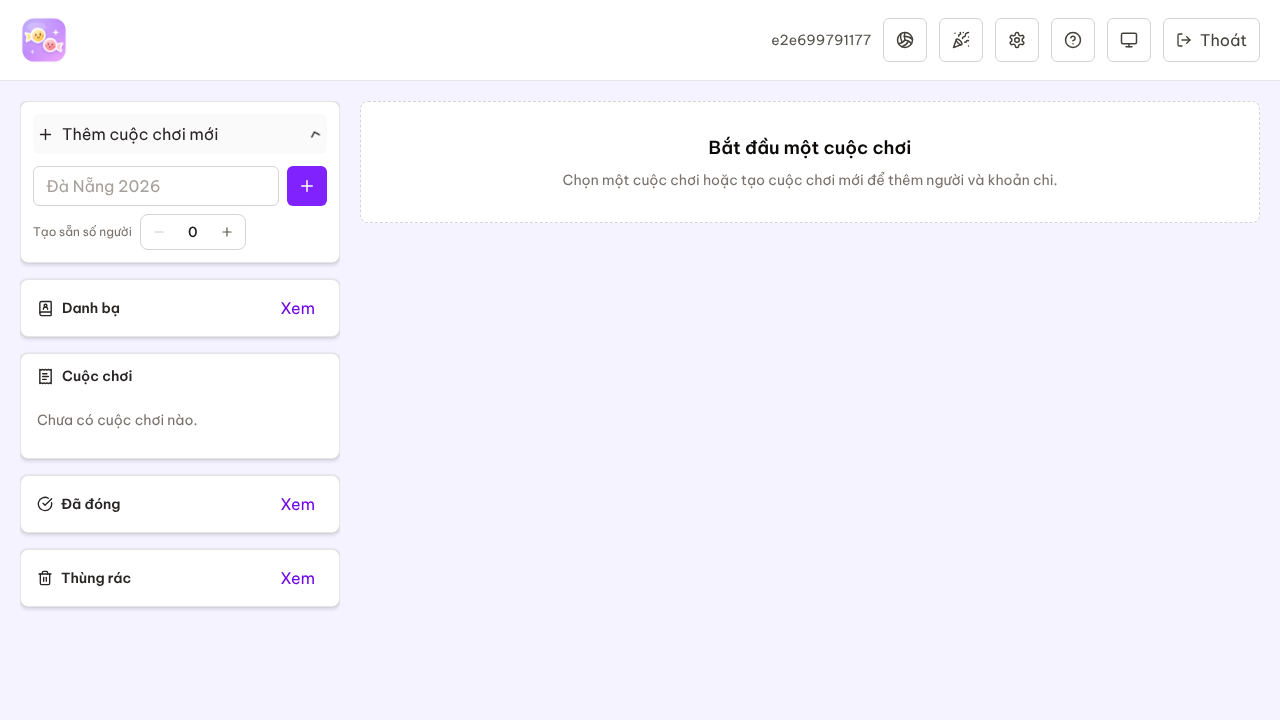 e2e699791177
Thoát
Thêm cuộc chơi mới
Đà Nẵng 2026
Tạo sẵn số người
0
Danh bạ
Xem
Cuộc chơi
Chưa có cuộc chơi nào.
Đã đóng
Xem
Thùng rác
Xem
Bắt đầu một cuộc chơi
Chọn một cuộc chơi hoặc tạo cuộc chơi mới để thêm người và khoản chi.